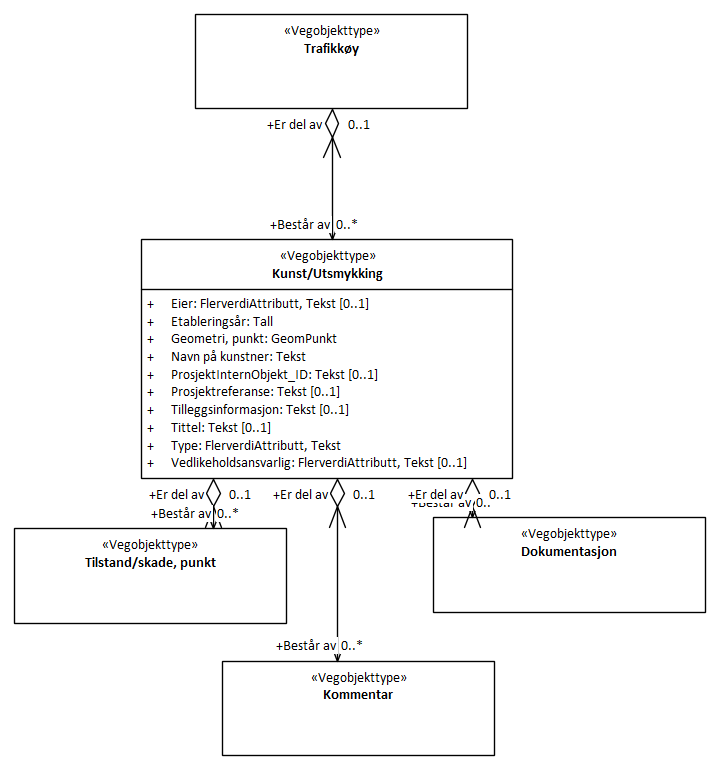 «Vegobjekttype»
Trafikkøy
+Er del av 0..1
+Består av 0..*
«Vegobjekttype»
Kunst/Utsmykking
+ Eier: FlerverdiAttributt, Tekst [0..1]
+ Etableringsår: Tall
+ Geometri, punkt: GeomPunkt
+ Navn på kunstner: Tekst
+ ProsjektInternObjekt_ID: Tekst [0..1]
+ Prosjektreferanse: Tekst [0..1]
+ Tilleggsinformasjon: Tekst [0..1]
+ Tittel: Tekst [0..1]
+ Type: FlerverdiAttributt, Tekst
+ Vedlikeholdsansvarlig: FlerverdiAttributt, Tekst [0..1]
+Er del av 0..1 +Er del av 0..1 +Er del av 0..1
+Består av 0..* +Består av 0..
«Vegobjekttype» «Vegobjekttype»
Tilstand/skade, punkt Dokumentasjon
+Består av 0..*
«Vegobjekttype»
Kommentar